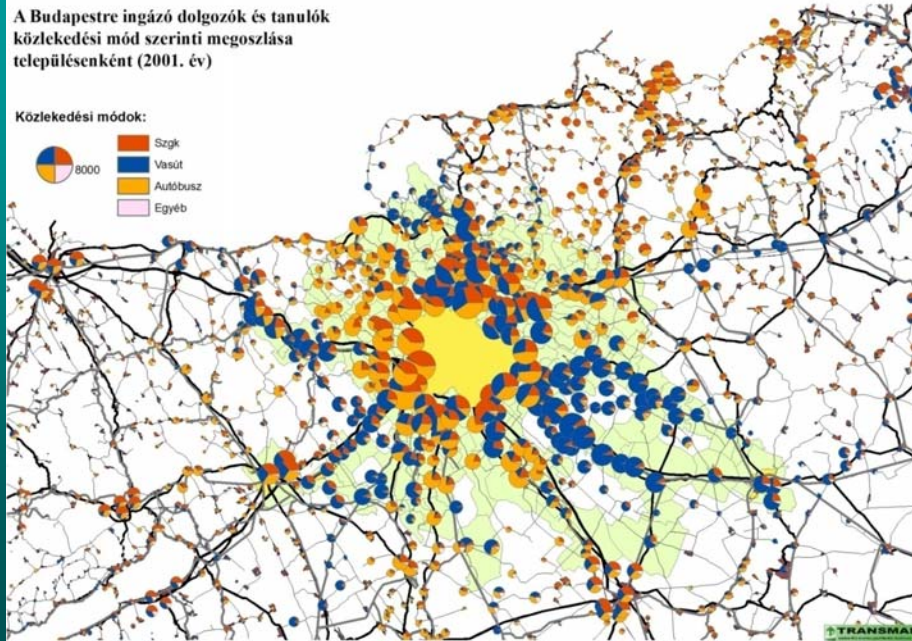 A Budapestre ingázó dolgozók és tanulók
közlekedési mód szerinti megoszlása
településenként (2001. év)
Közlekedési módok:
8000
Szgk
Vasút
Autóbusz
Egyéb